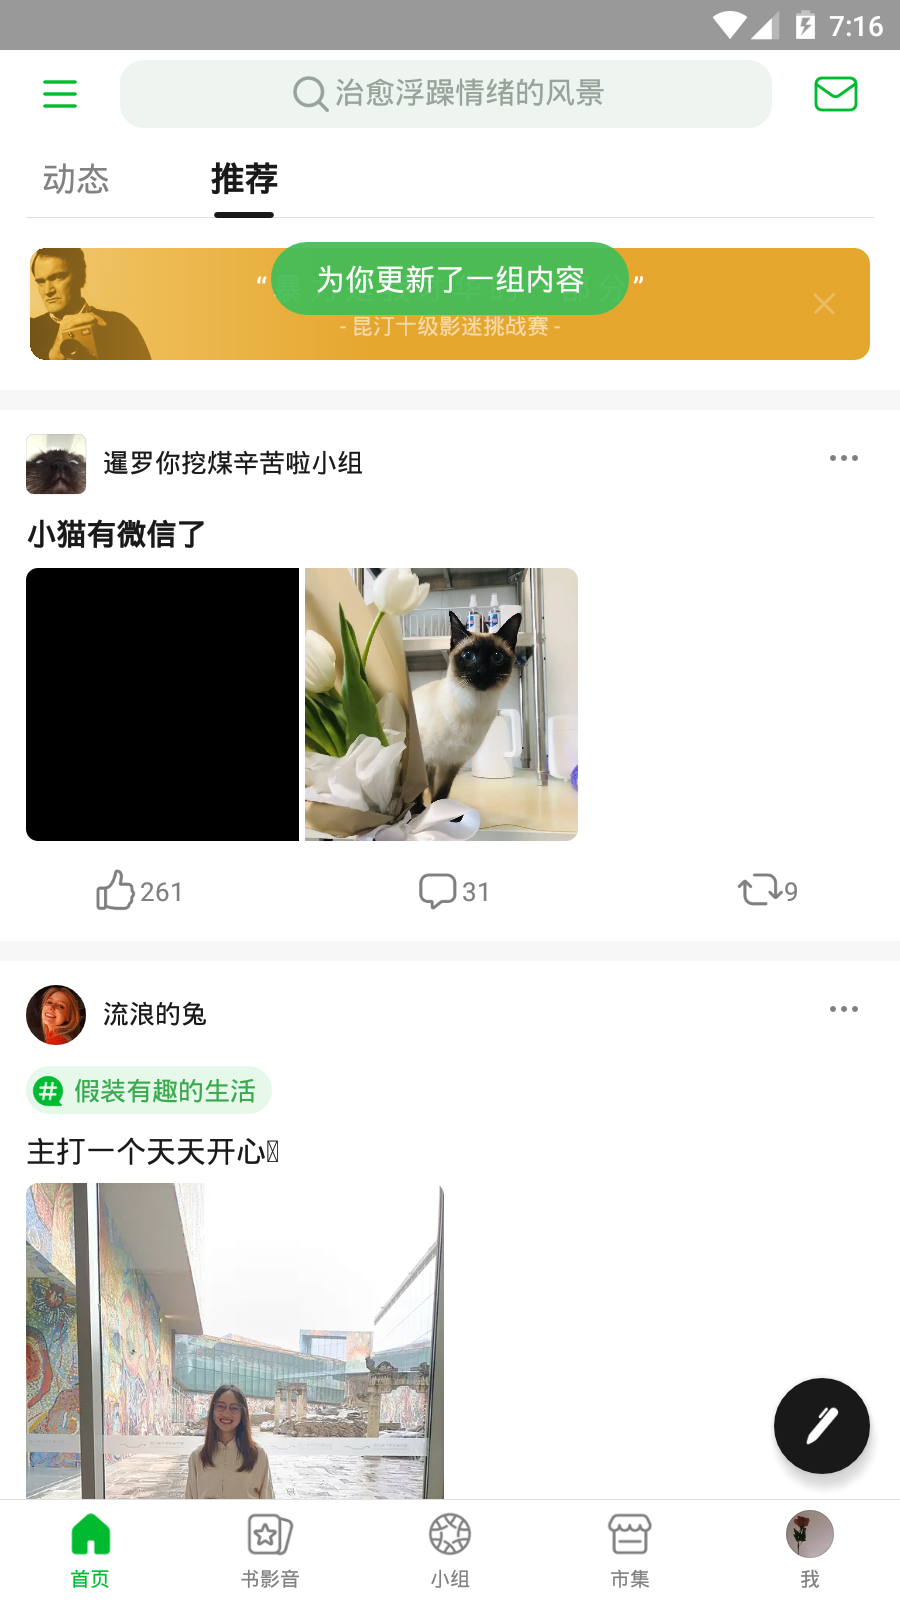 7:16
治愈浮躁情绪的风景
动态
推荐
为你更新了一组内容
- 昆汀十级影迷挑战赛 -
暹罗你挖煤辛苦啦小组
小猫有微信了
261
31
9
流浪的兔
# 假装有趣的生活
主打一个天天开心
首页
书影音
小组
市集
我